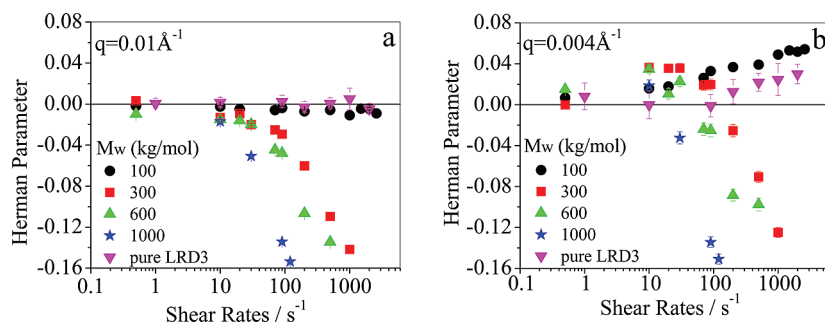 a
q=0.01Å⁻¹
0.08
0.04
0.00
-0.04
-0.08
-0.12
-0.16
Herman Parameter
Mw (kg/mol)
100
300
600
1000
pure LRD3
0.1 1 10 100 1000
Shear Rates / s⁻¹
b
q=0.004Å⁻¹
0.08
0.04
0.00
-0.04
-0.08
-0.12
-0.16
Herman Parameter
Mw (kg/mol)
100
300
600
1000
pure LRD3
0.1 1 10 100 1000
Shear Rates / s⁻¹